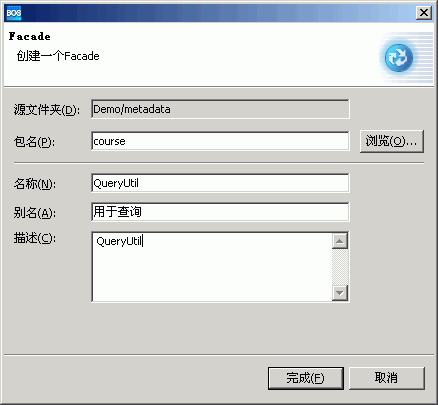 BOS
Facade
创建一个Facade
源文件夹(D): Demo/metadata
包名(P): course 浏览(O)...
名称(N): QueryUtil
别名(A): 用于查询
描述(C): QueryUtil
完成(F) 取消